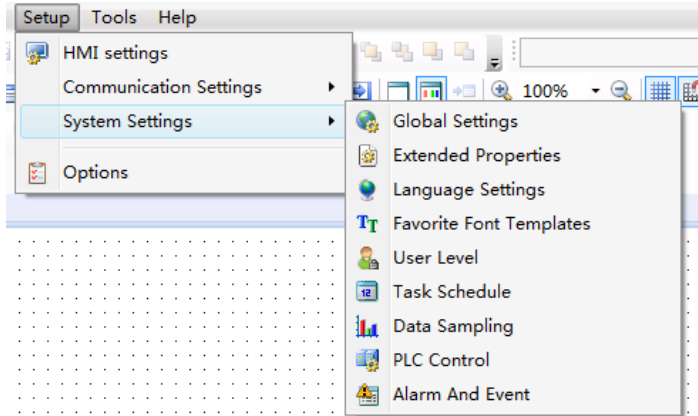 Setup Tools Help
HMI settings
Communication Settings
100%
System Settings
Global Settings
Extended Properties
Options
Language Settings
Favorite Font Templates
User Level
Task Schedule
Data Sampling
PLC Control
Alarm And Event